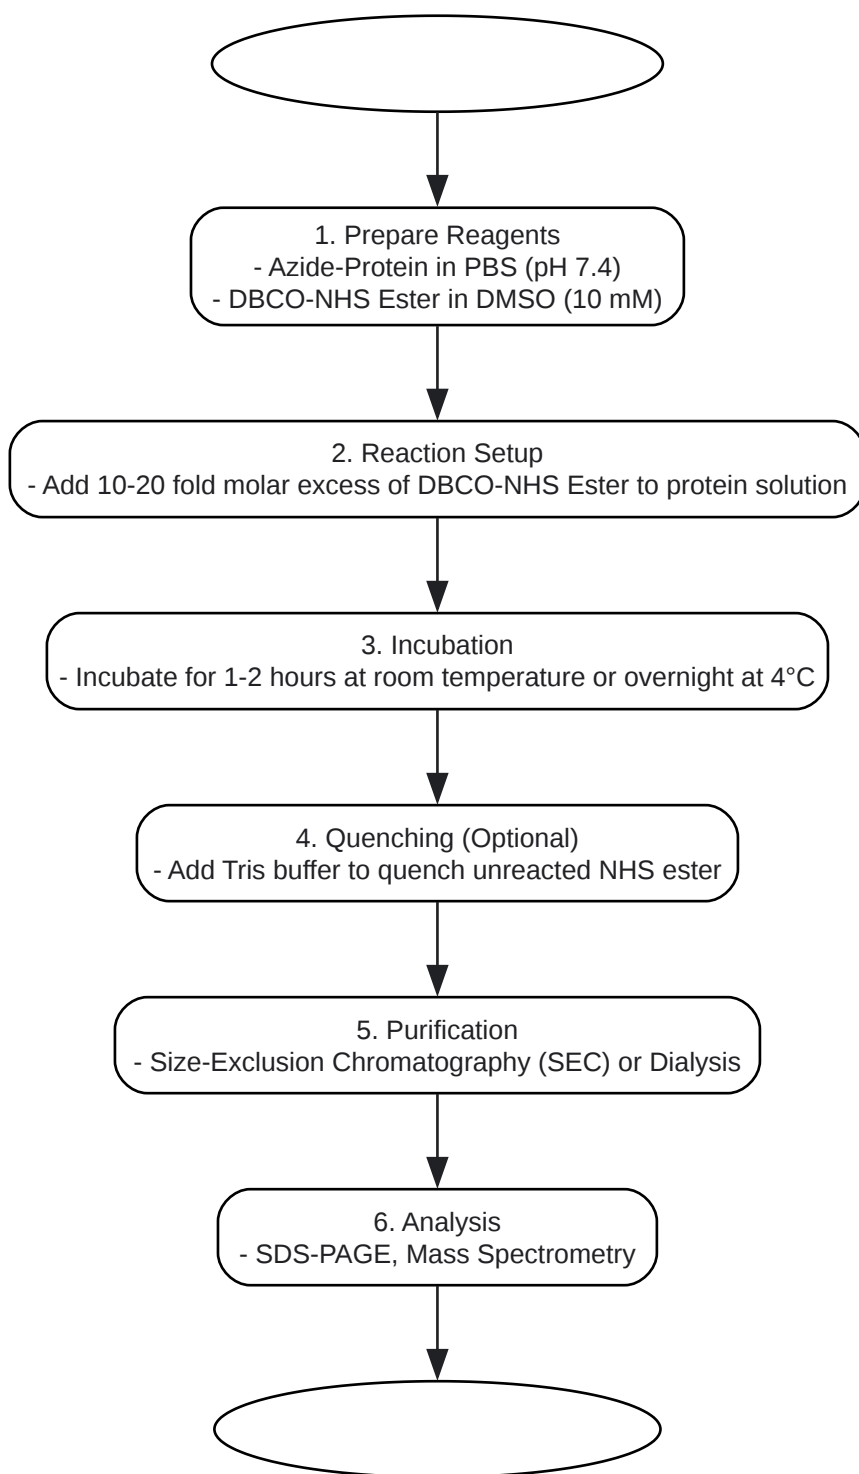 1. Prepare Reagents
- Azide-Protein in PBS (pH 7.4)
- DBCO-NHS Ester in DMSO (10 mM)
2. Reaction Setup
- Add 10-20 fold molar excess of DBCO-NHS Ester to protein solution
3. Incubation
- Incubate for 1-2 hours at room temperature or overnight at 4°C
4. Quenching (Optional)
- Add Tris buffer to quench unreacted NHS ester
5. Purification
- Size-Exclusion Chromatography (SEC) or Dialysis
6. Analysis
- SDS-PAGE, Mass Spectrometry